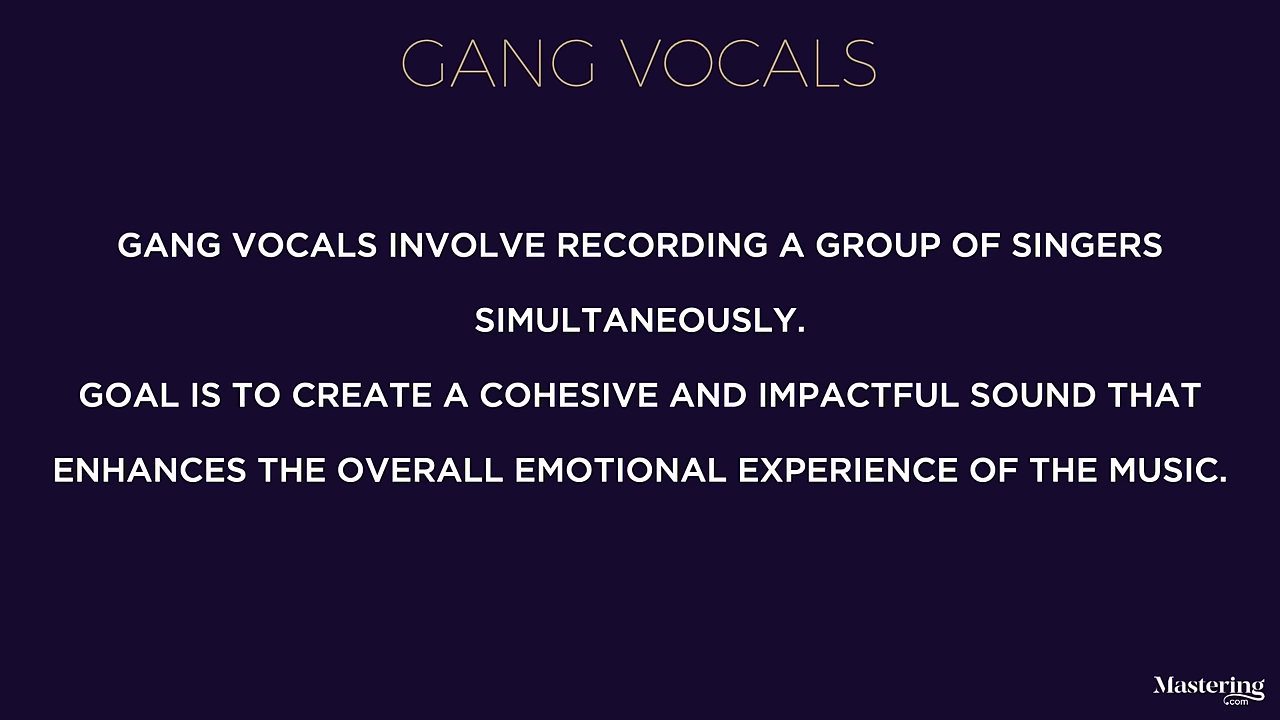 GANG VOCALS
GANG VOCALS INVOLVE RECORDING A GROUP OF SINGERS
SIMULTANEOUSLY.
GOAL IS TO CREATE A COHESIVE AND IMPACTFUL SOUND THAT
ENHANCES THE OVERALL EMOTIONAL EXPERIENCE OF THE MUSIC.
Mastering
.com